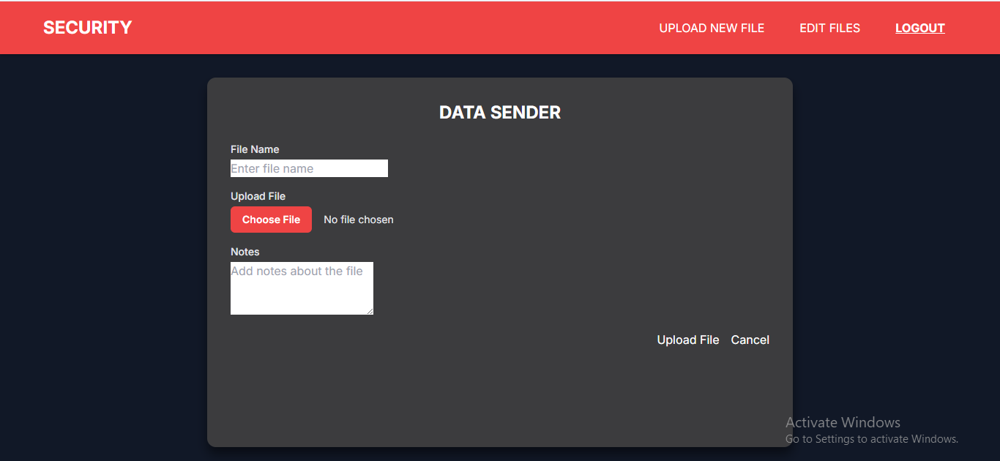 SECURITY UPLOAD NEW FILE EDIT FILES LOGOUT
DATA SENDER
File Name
Enter file name
Upload File
Choose File No file chosen
Notes
Add notes about the file
Upload File Cancel
Activate Windows
Go to Settings to activate Windows.